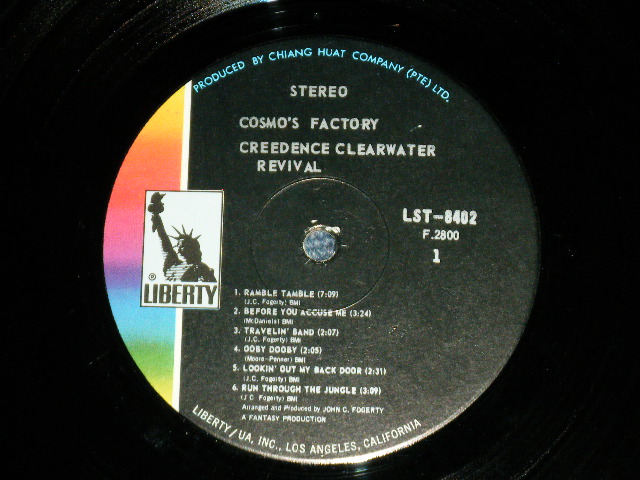 PRODUCED BY CHIANG HUAT COMPANY (PTE) LTD.
STEREO
COSMO'S FACTORY
CREEDENCE CLEARWATER
REVIVAL
LST-8402
F.2800
1
® LIBERTY
1. RAMBLE TAMBLE (7:09)
(J.C. Fogerty) BMI
2. BEFORE YOU ACCUSE ME (3:24)
(McDaniels) BMI
3. TRAVELIN' BAND (2:07)
(J.C. Fogerty) BMI
4. OOBY DOOBY (2:05)
(Moore-Penner) BMI
5. LOOKIN' OUT MY BACK DOOR (2:31)
(J.C. Fogerty) BMI
6. RUN THROUGH THE JUNGLE (3:09)
(J.C. Fogerty) BMI
Arranged and Produced by JOHN C. FOGERTY
A FANTASY PRODUCTION
LIBERTY/UA, INC., LOS ANGELES, CALIFORNIA